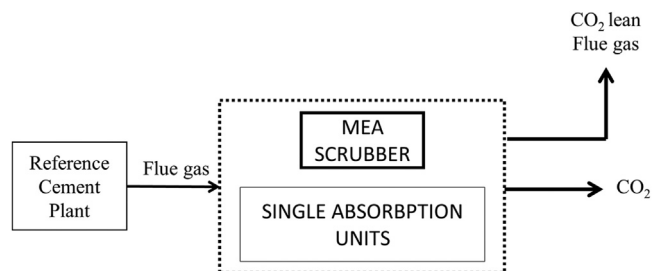 CO₂ lean
Flue gas
MEA
SCRUBBER
Reference
Cement
Plant
Flue gas
SINGLE ABSORBPTION
UNITS
CO₂